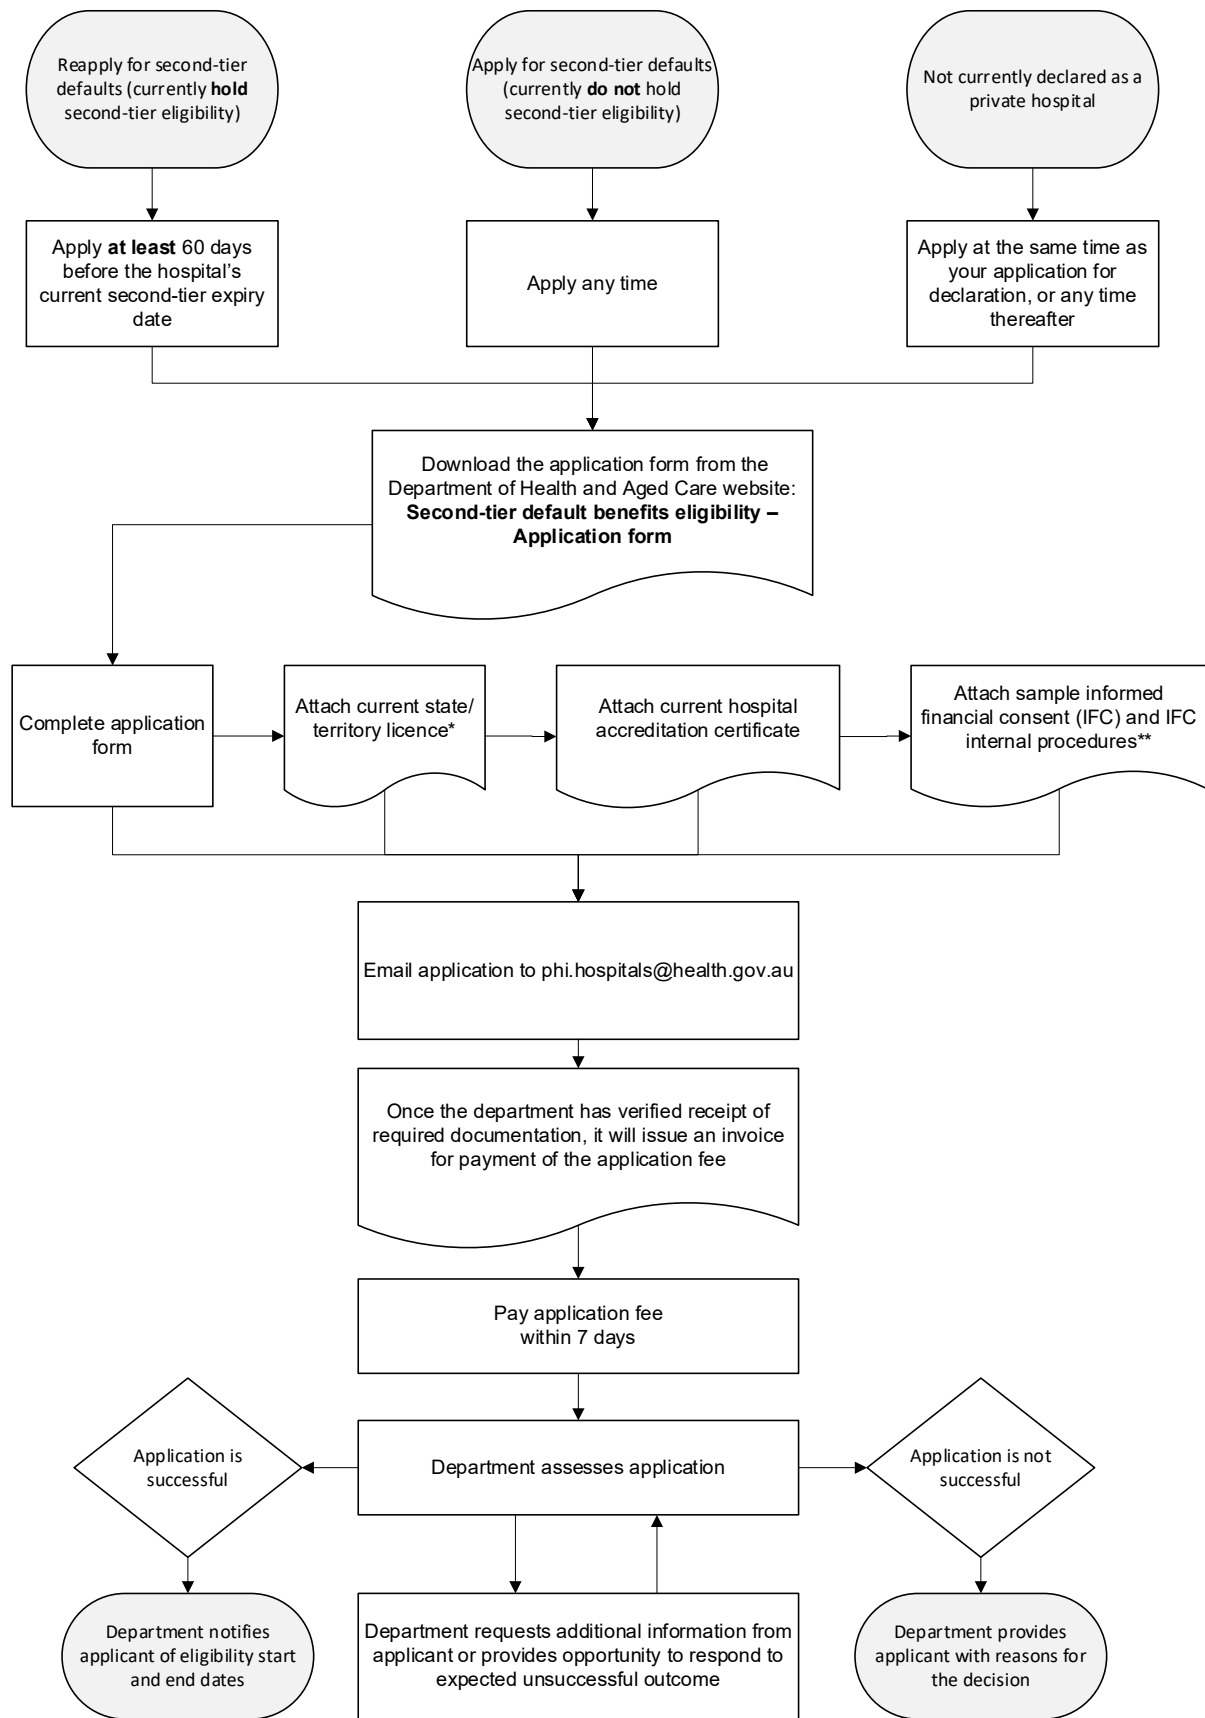 Reapply for second-tier
defaults (currently hold
second-tier eligibility)
Apply for second-tier defaults
(currently do not hold
second-tier eligibility)
Not currently declared as a
private hospital
Apply at least 60 days
before the hospital's
current second-tier expiry
date
Apply any time
Apply at the same time as
your application for
declaration, or any time
thereafter
Download the application form from the
Department of Health and Aged Care website:
Second-tier default benefits eligibility –
Application form
Complete application
form
Attach current state/
territory licence*
Attach current hospital
accreditation certificate
Attach sample informed
financial consent (IFC) and IFC
internal procedures**
Email application to phi.hospitals@health.gov.au
Once the department has verified receipt of
required documentation, it will issue an invoice
for payment of the application fee
Pay application fee
within 7 days
Application is
successful
Department assesses application
Application is not
successful
Department notifies
applicant of eligibility start
and end dates
Department requests additional information from
applicant or provides opportunity to respond to
expected unsuccessful outcome
Department provides
applicant with reasons for
the decision